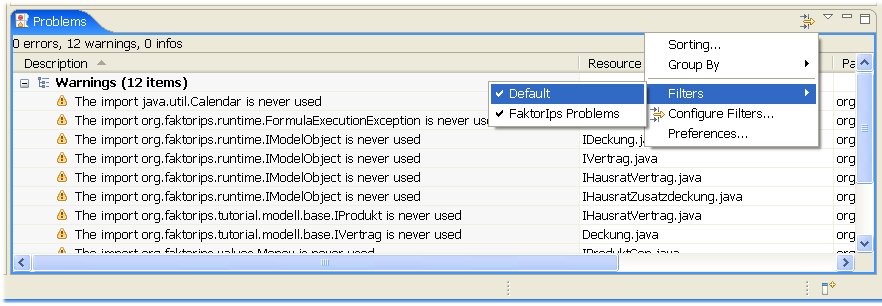 Problems
0 errors, 12 warnings, 0 infos
Sorting...
Description Resource Group By Pa
Warnings (12 items)
Default Filters
The import java.util.Calendar is never used org
FaktorIps Problems Configure Filters...
The import org.faktorips.runtime.FormulaExecutionException is never used org
Preferences...
The import org.faktorips.runtime.IModelObject is never used IDeckung.java org
The import org.faktorips.runtime.IModelObject is never used IVertrag.java org
The import org.faktorips.runtime.IModelObject is never used IHausratVertrag.java org
The import org.faktorips.runtime.IModelObject is never used IHausratZusatzdeckung.java org
The import org.faktorips.tutorial.modell.base.IProdukt is never used IHausratVertrag.java org
The import org.faktorips.tutorial.modell.base.IVertrag is never used Deckung.java org
The import org.faktorips.values.Money is never used IProduktGen.java org